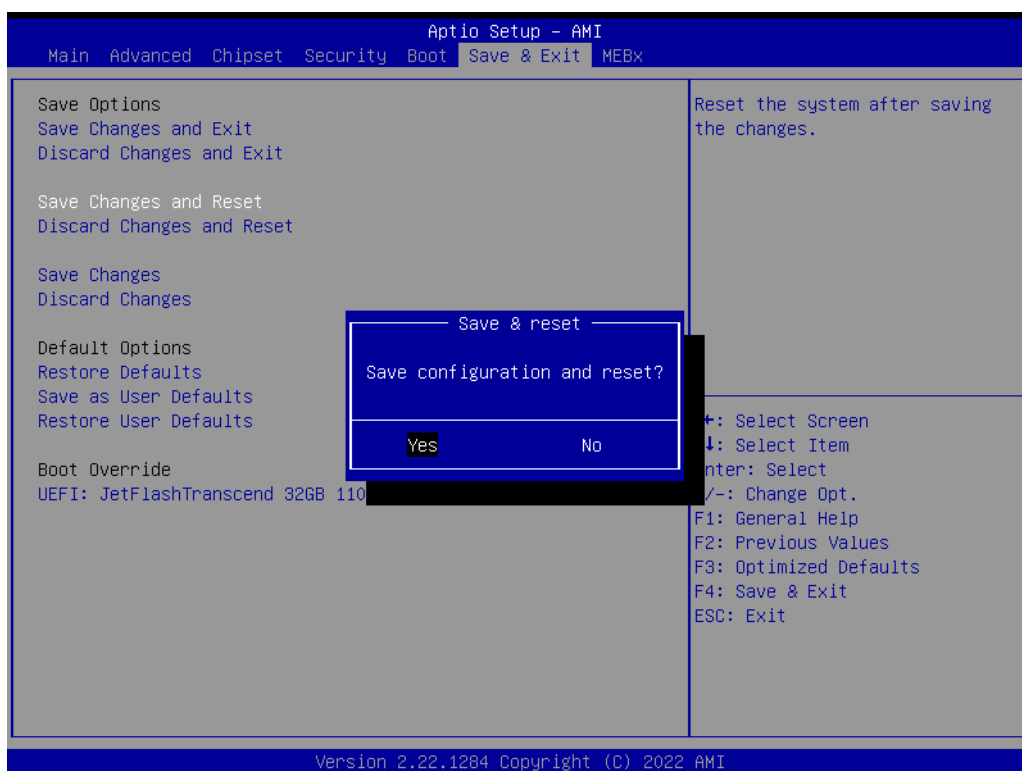 Aptio Setup – AMI
Main Advanced Chipset Security Boot Save & Exit MEBx
Save Options
Save Changes and Exit
Discard Changes and Exit
Save Changes and Reset
Discard Changes and Reset
Save Changes
Discard Changes
Default Options
Restore Defaults
Save as User Defaults
Restore User Defaults
Boot Override
UEFI: JetFlashTranscend 32GB 110
Save & reset
Save configuration and reset?
Yes No
Reset the system after saving
the changes.
: Select Screen
: Select Item
nter: Select
/-: Change Opt.
F1: General Help
F2: Previous Values
F3: Optimized Defaults
F4: Save & Exit
ESC: Exit
Version 2.22.1284 Copyright (C) 2022 AMI